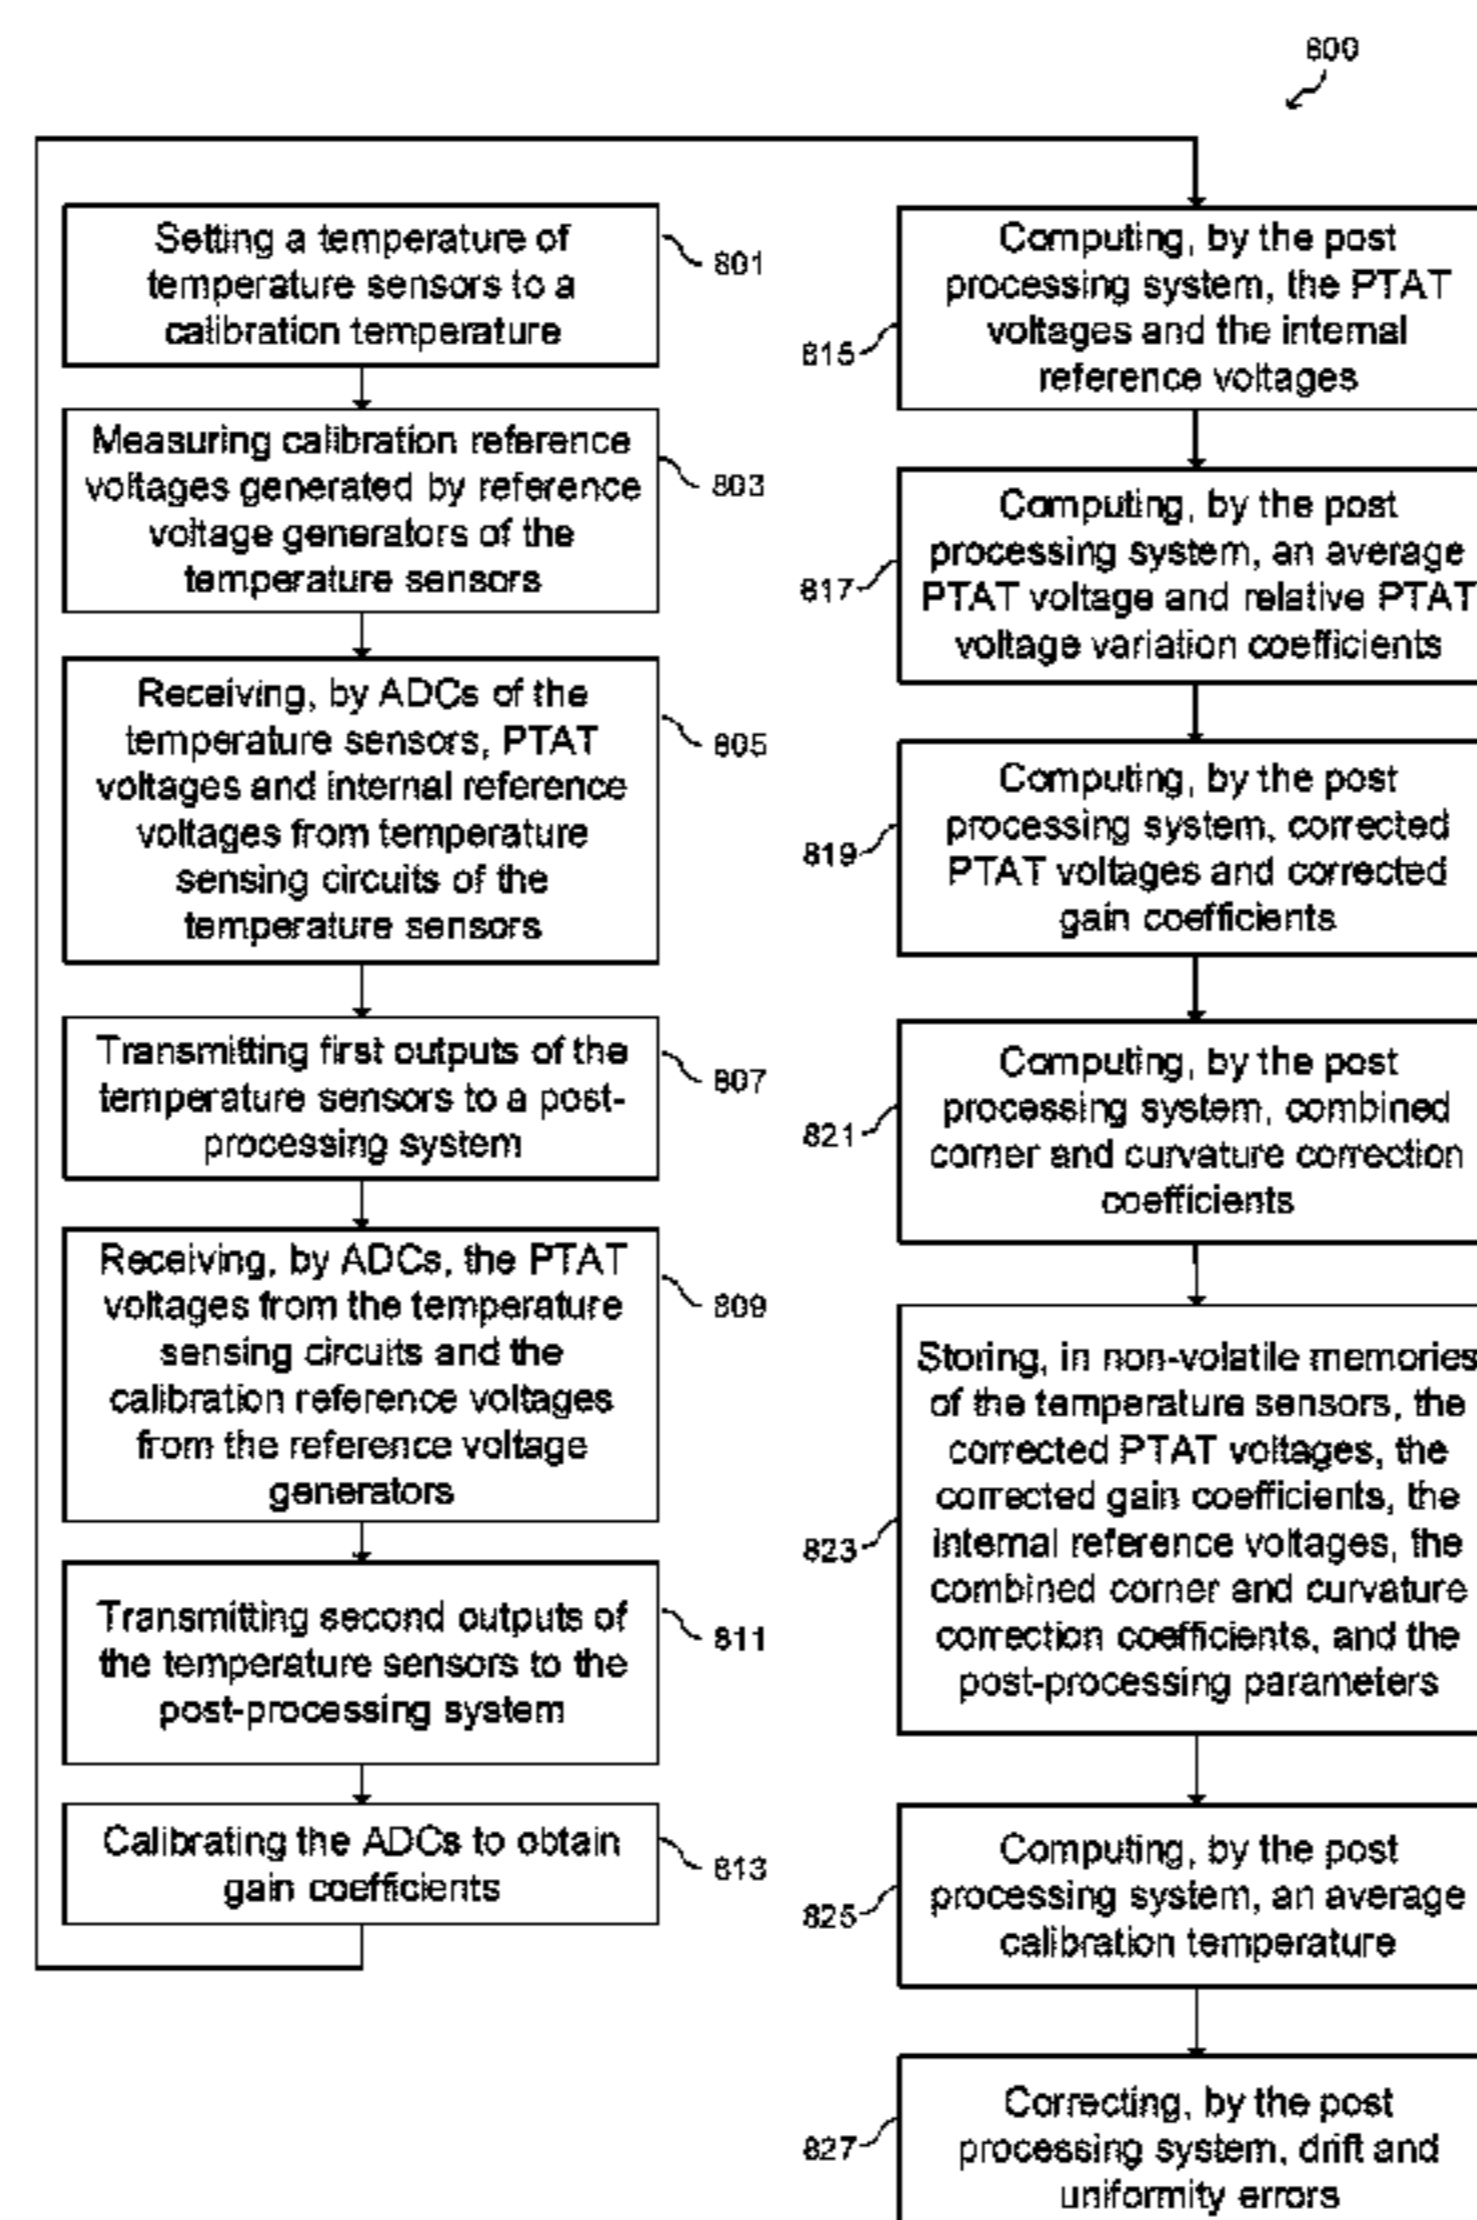 800
Setting a temperature of
temperature sensors to a
calibration temperature
801
Measuring calibration reference
voltages generated by reference
voltage generators of the
temperature sensors
803
Receiving, by ADCs of the
temperature sensors, PTAT
voltages and internal reference
voltages from temperature
sensing circuits of the
temperature sensors
805
Transmitting first outputs of the
temperature sensors to a post-
processing system
807
Receiving, by ADCs, the PTAT
voltages from the temperature
sensing circuits and the
calibration reference voltages
from the reference voltage
generators
809
Transmitting second outputs of
the temperature sensors to the
post-processing system
811
Calibrating the ADCs to obtain
gain coefficients
813
Computing, by the post
processing system, the PTAT
voltages and the internal
reference voltages
815
Computing, by the post
processing system, an average
PTAT voltage and relative PTAT
voltage variation coefficients
817
Computing, by the post
processing system, corrected
PTAT voltages and corrected
gain coefficients
819
Computing, by the post
processing system, combined
corner and curvature correction
coefficients
821
Storing, in non-volatile memories
of the temperature sensors, the
corrected PTAT voltages, the
corrected gain coefficients, the
internal reference voltages, the
combined corner and curvature
correction coefficients, and the
post-processing parameters
823
Computing, by the post
processing system, an average
calibration temperature
825
Correcting, by the post
processing system, drift and
uniformity errors
827